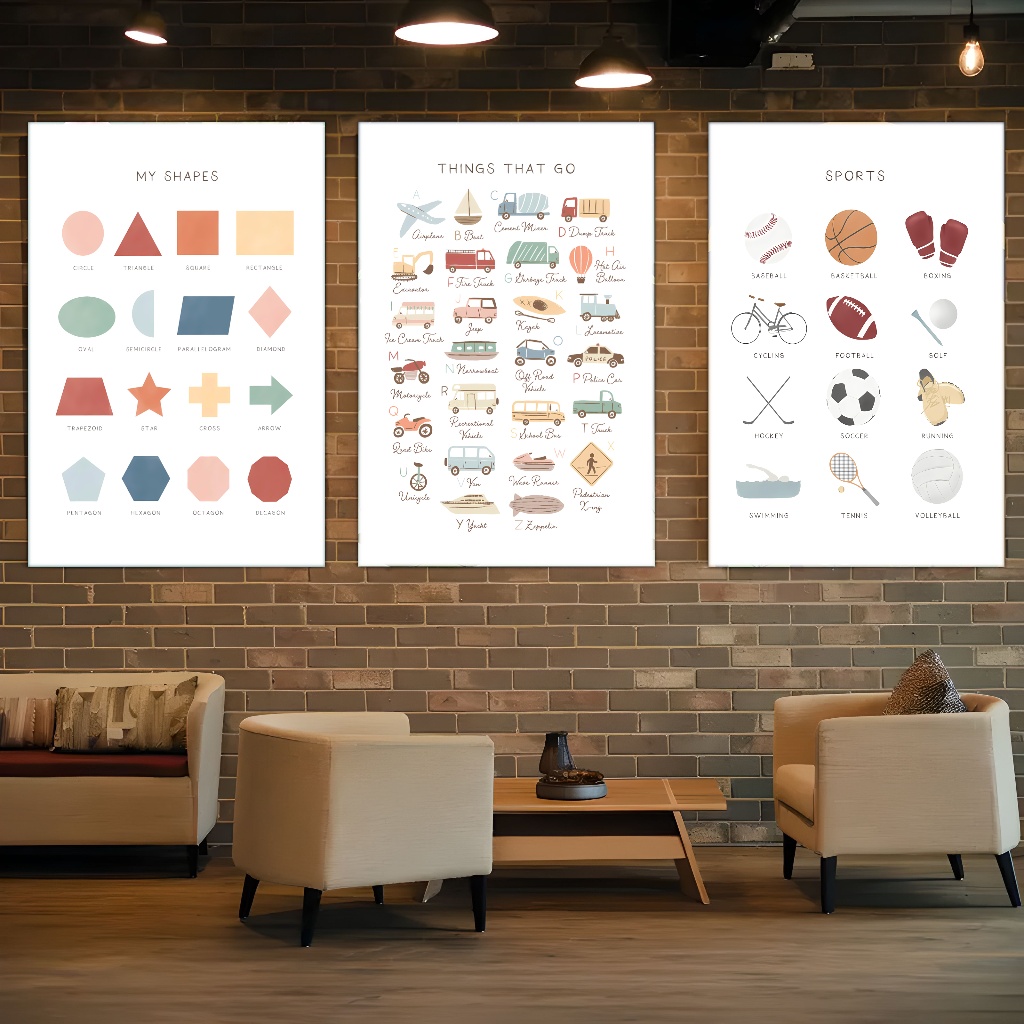 MY SHAPES
CIRCLE TRIANGLE SQUARE RECTANGLE
OVAL SEMICIRCLE PARALLELOGRAM DIAMOND
TRAPEZOID STAR CROSS ARROW
PENTAGON HEXAGON OCTAGON DECAGON
THINGS THAT GO
A Airplane
B Boat
C Cement Mixer
D Dump Truck
E Excavator
F Fire Truck
G Garbage Truck
H Hot Air
Balloon
I Ice Cream Truck
J Jeep
K Kayak
L Locomotive
M Motorcycle
N Narrowboat
O Off Road
Vehicle
POLICE
P Police Car
Q Quad Bike
R Recreational
Vehicle
S School Bus
T Truck
U Unicycle
V Van
W Wave Runner
X Pedestrian
X-ing
Y Yacht
Z Zeppelin
SPORTS
BASEBALL BASKETBALL BOXING
CYCLING FOOTBALL GOLF
HOCKEY SOCCER RUNNING
SWIMMING TENNIS VOLLEYBALL